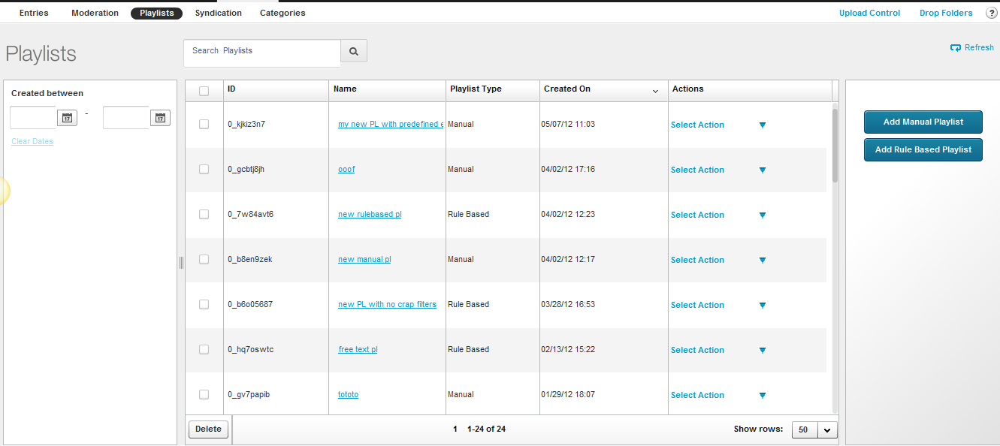 Entries Moderation Playlists Syndication Categories Upload Control Drop Folders ?
Playlists Search Playlists Refresh
Created between
17 - 17
Clear Dates
ID Name Playlist Type Created On Actions
0_kjkiz3n7 my new PL with predefined e Manual 05/07/12 11:03 Select Action
0_gcbtj8jh ooof Manual 04/02/12 17:16 Select Action
0_7w84avt6 new rulebased pl Rule Based 04/02/12 12:23 Select Action
0_b8en9zek new manual pl Manual 04/02/12 12:17 Select Action
0_b6o05687 new PL with no crap filters Rule Based 03/28/12 16:53 Select Action
0_hq7oswtc free text pl Rule Based 02/13/12 15:22 Select Action
0_gv7papib tototo Manual 01/29/12 18:07 Select Action
Delete 1 1-24 of 24 Show rows: 50
Add Manual Playlist
Add Rule Based Playlist